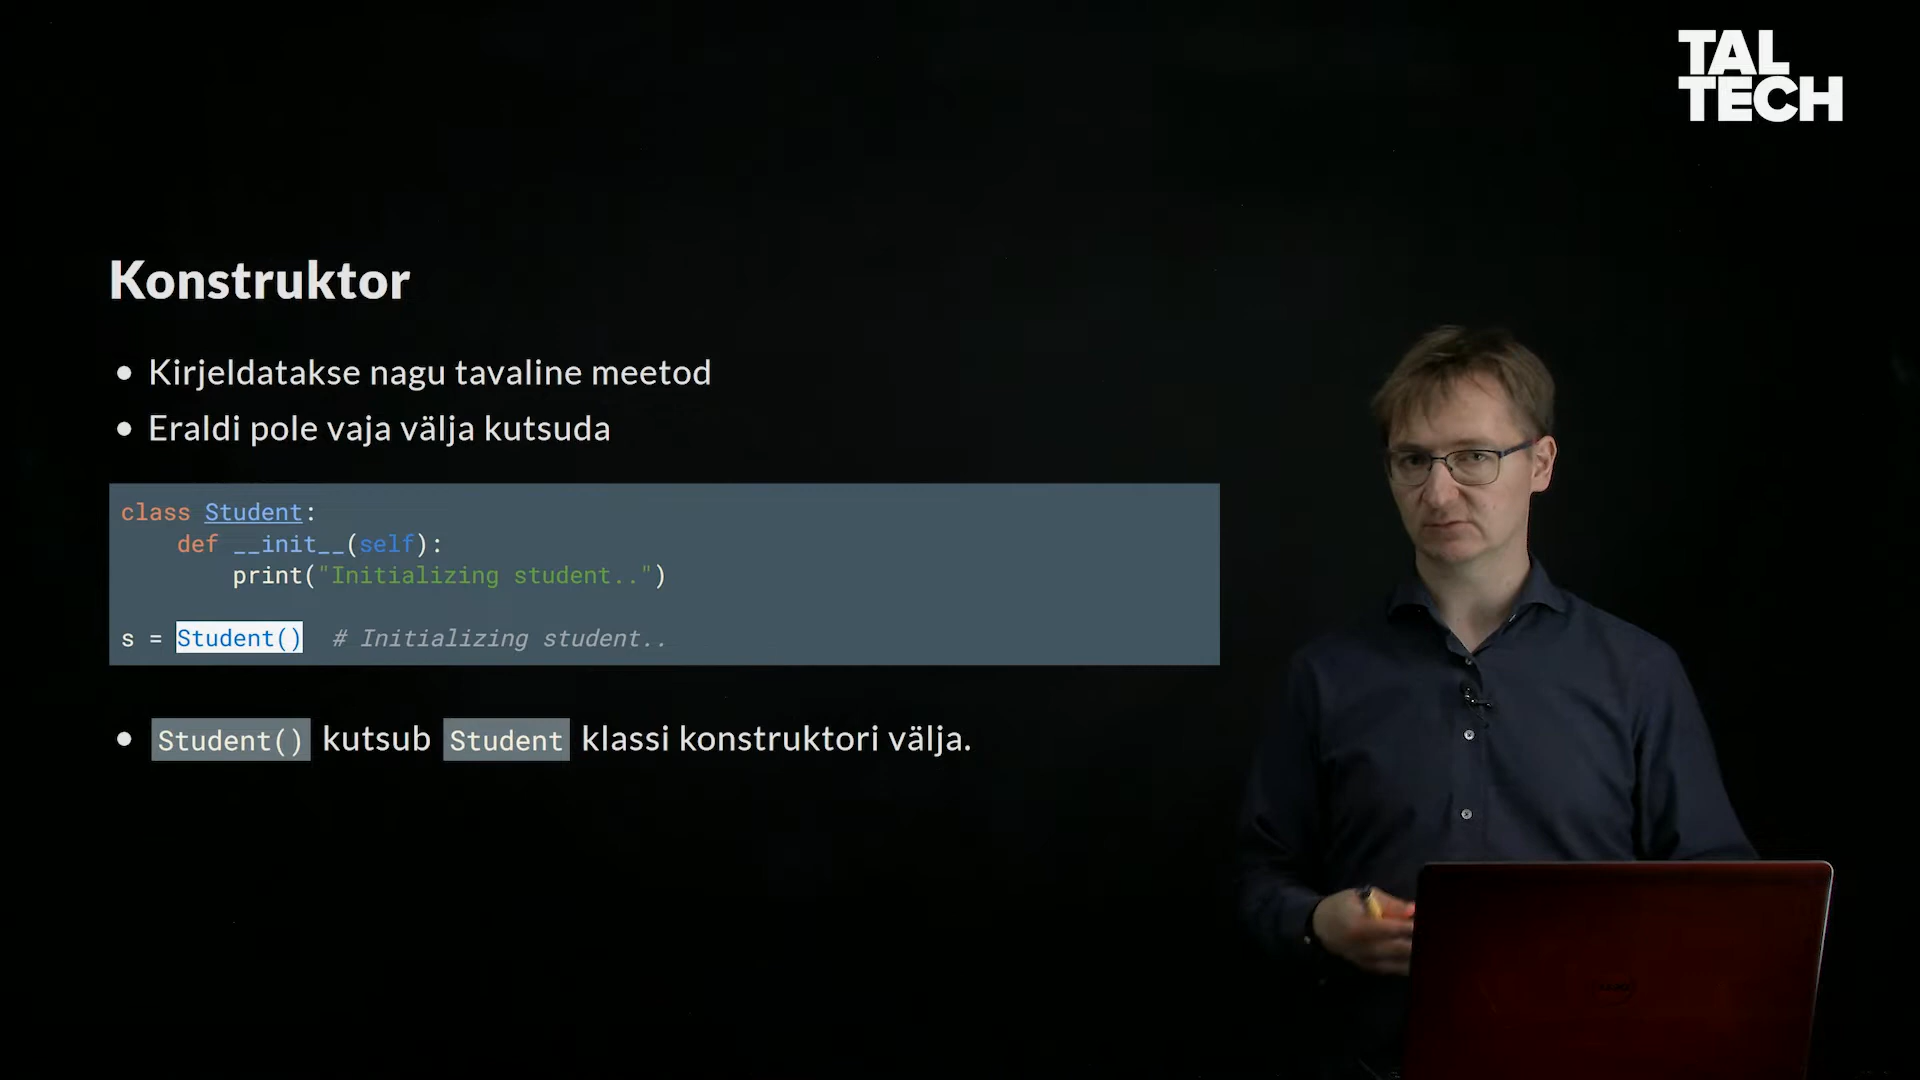 TAL
TECH
Konstruktor
• Kirjeldatakse nagu tavaline meetod
• Eraldi pole vaja välja kutsuda
class Student:
    def __init__(self):
        print("Initializing student..")
s = Student()  # Initializing student..
• Student() kutsub Student klassi konstruktori välja.